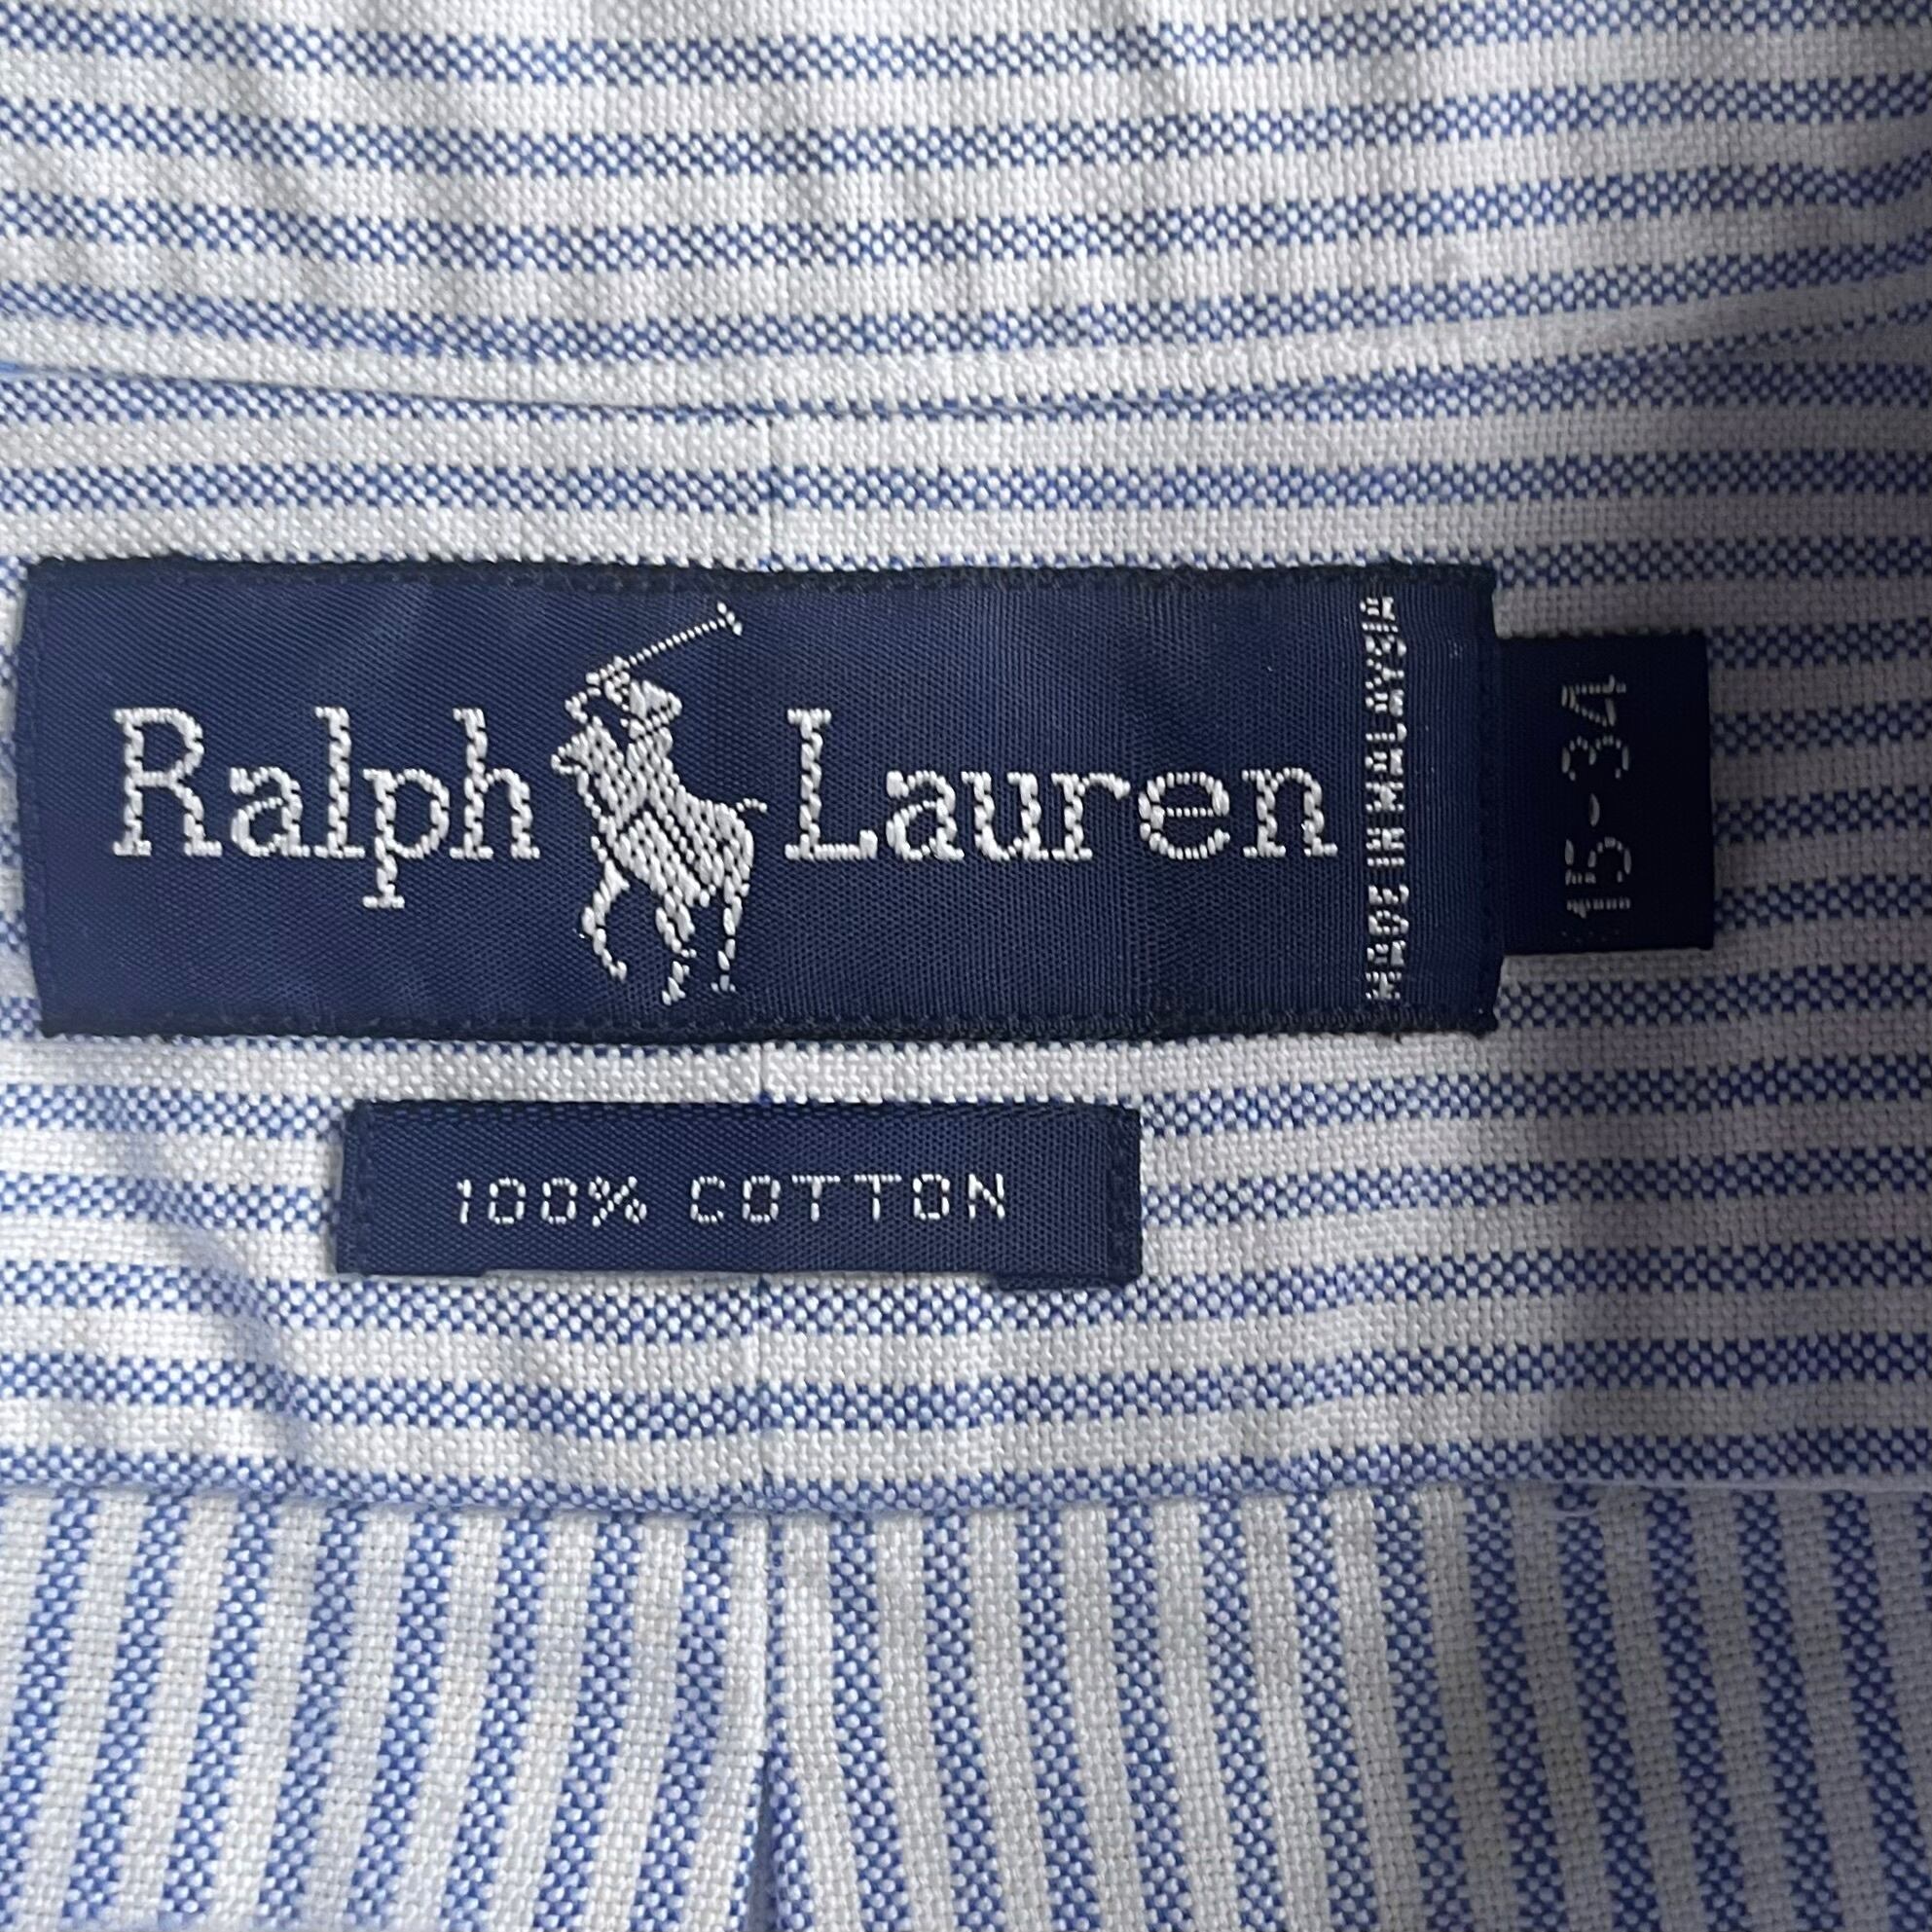 Ralph Lauren
MADE IN MALAYSIA
15-34
100% COTTON